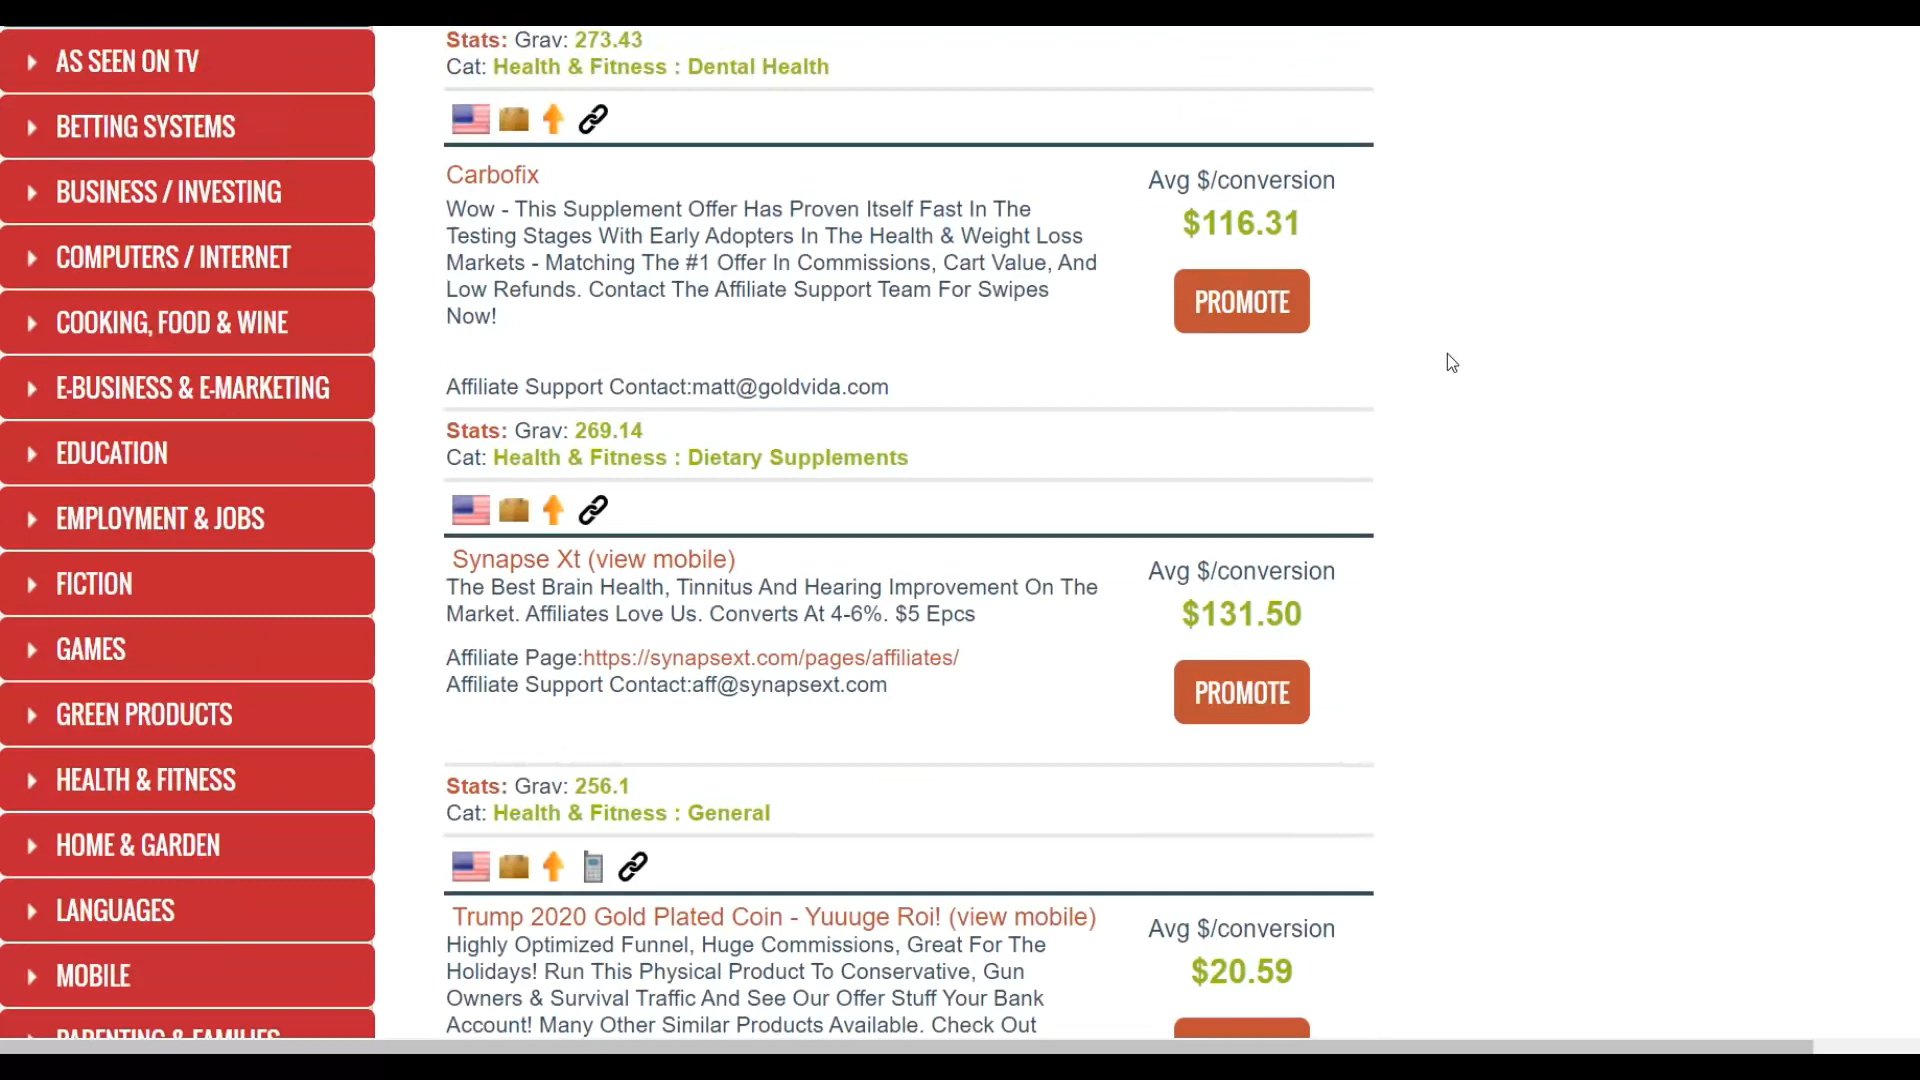 AS SEEN ON TV
BETTING SYSTEMS
BUSINESS / INVESTING
COMPUTERS / INTERNET
COOKING, FOOD & WINE
E-BUSINESS & E-MARKETING
EDUCATION
EMPLOYMENT & JOBS
FICTION
GAMES
GREEN PRODUCTS
HEALTH & FITNESS
HOME & GARDEN
LANGUAGES
MOBILE
PARENTING & FAMILIES
Stats: Grav: 273.43
Cat: Health & Fitness : Dental Health
Carbofix
Wow - This Supplement Offer Has Proven Itself Fast In The
Testing Stages With Early Adopters In The Health & Weight Loss
Markets - Matching The #1 Offer In Commissions, Cart Value, And
Low Refunds. Contact The Affiliate Support Team For Swipes
Now!
Affiliate Support Contact:matt@goldvida.com
Avg $/conversion
$116.31
PROMOTE
Stats: Grav: 269.14
Cat: Health & Fitness : Dietary Supplements
Synapse Xt (view mobile)
The Best Brain Health, Tinnitus And Hearing Improvement On The
Market. Affiliates Love Us. Converts At 4-6%. $5 Epcs
Affiliate Page:https://synapsext.com/pages/affiliates/
Affiliate Support Contact:aff@synapsext.com
Avg $/conversion
$131.50
PROMOTE
Stats: Grav: 256.1
Cat: Health & Fitness : General
Trump 2020 Gold Plated Coin - Yuuuge Roi! (view mobile)
Highly Optimized Funnel, Huge Commissions, Great For The
Holidays! Run This Physical Product To Conservative, Gun
Owners & Survival Traffic And See Our Offer Stuff Your Bank
Account! Many Other Similar Products Available. Check Out
Avg $/conversion
$20.59